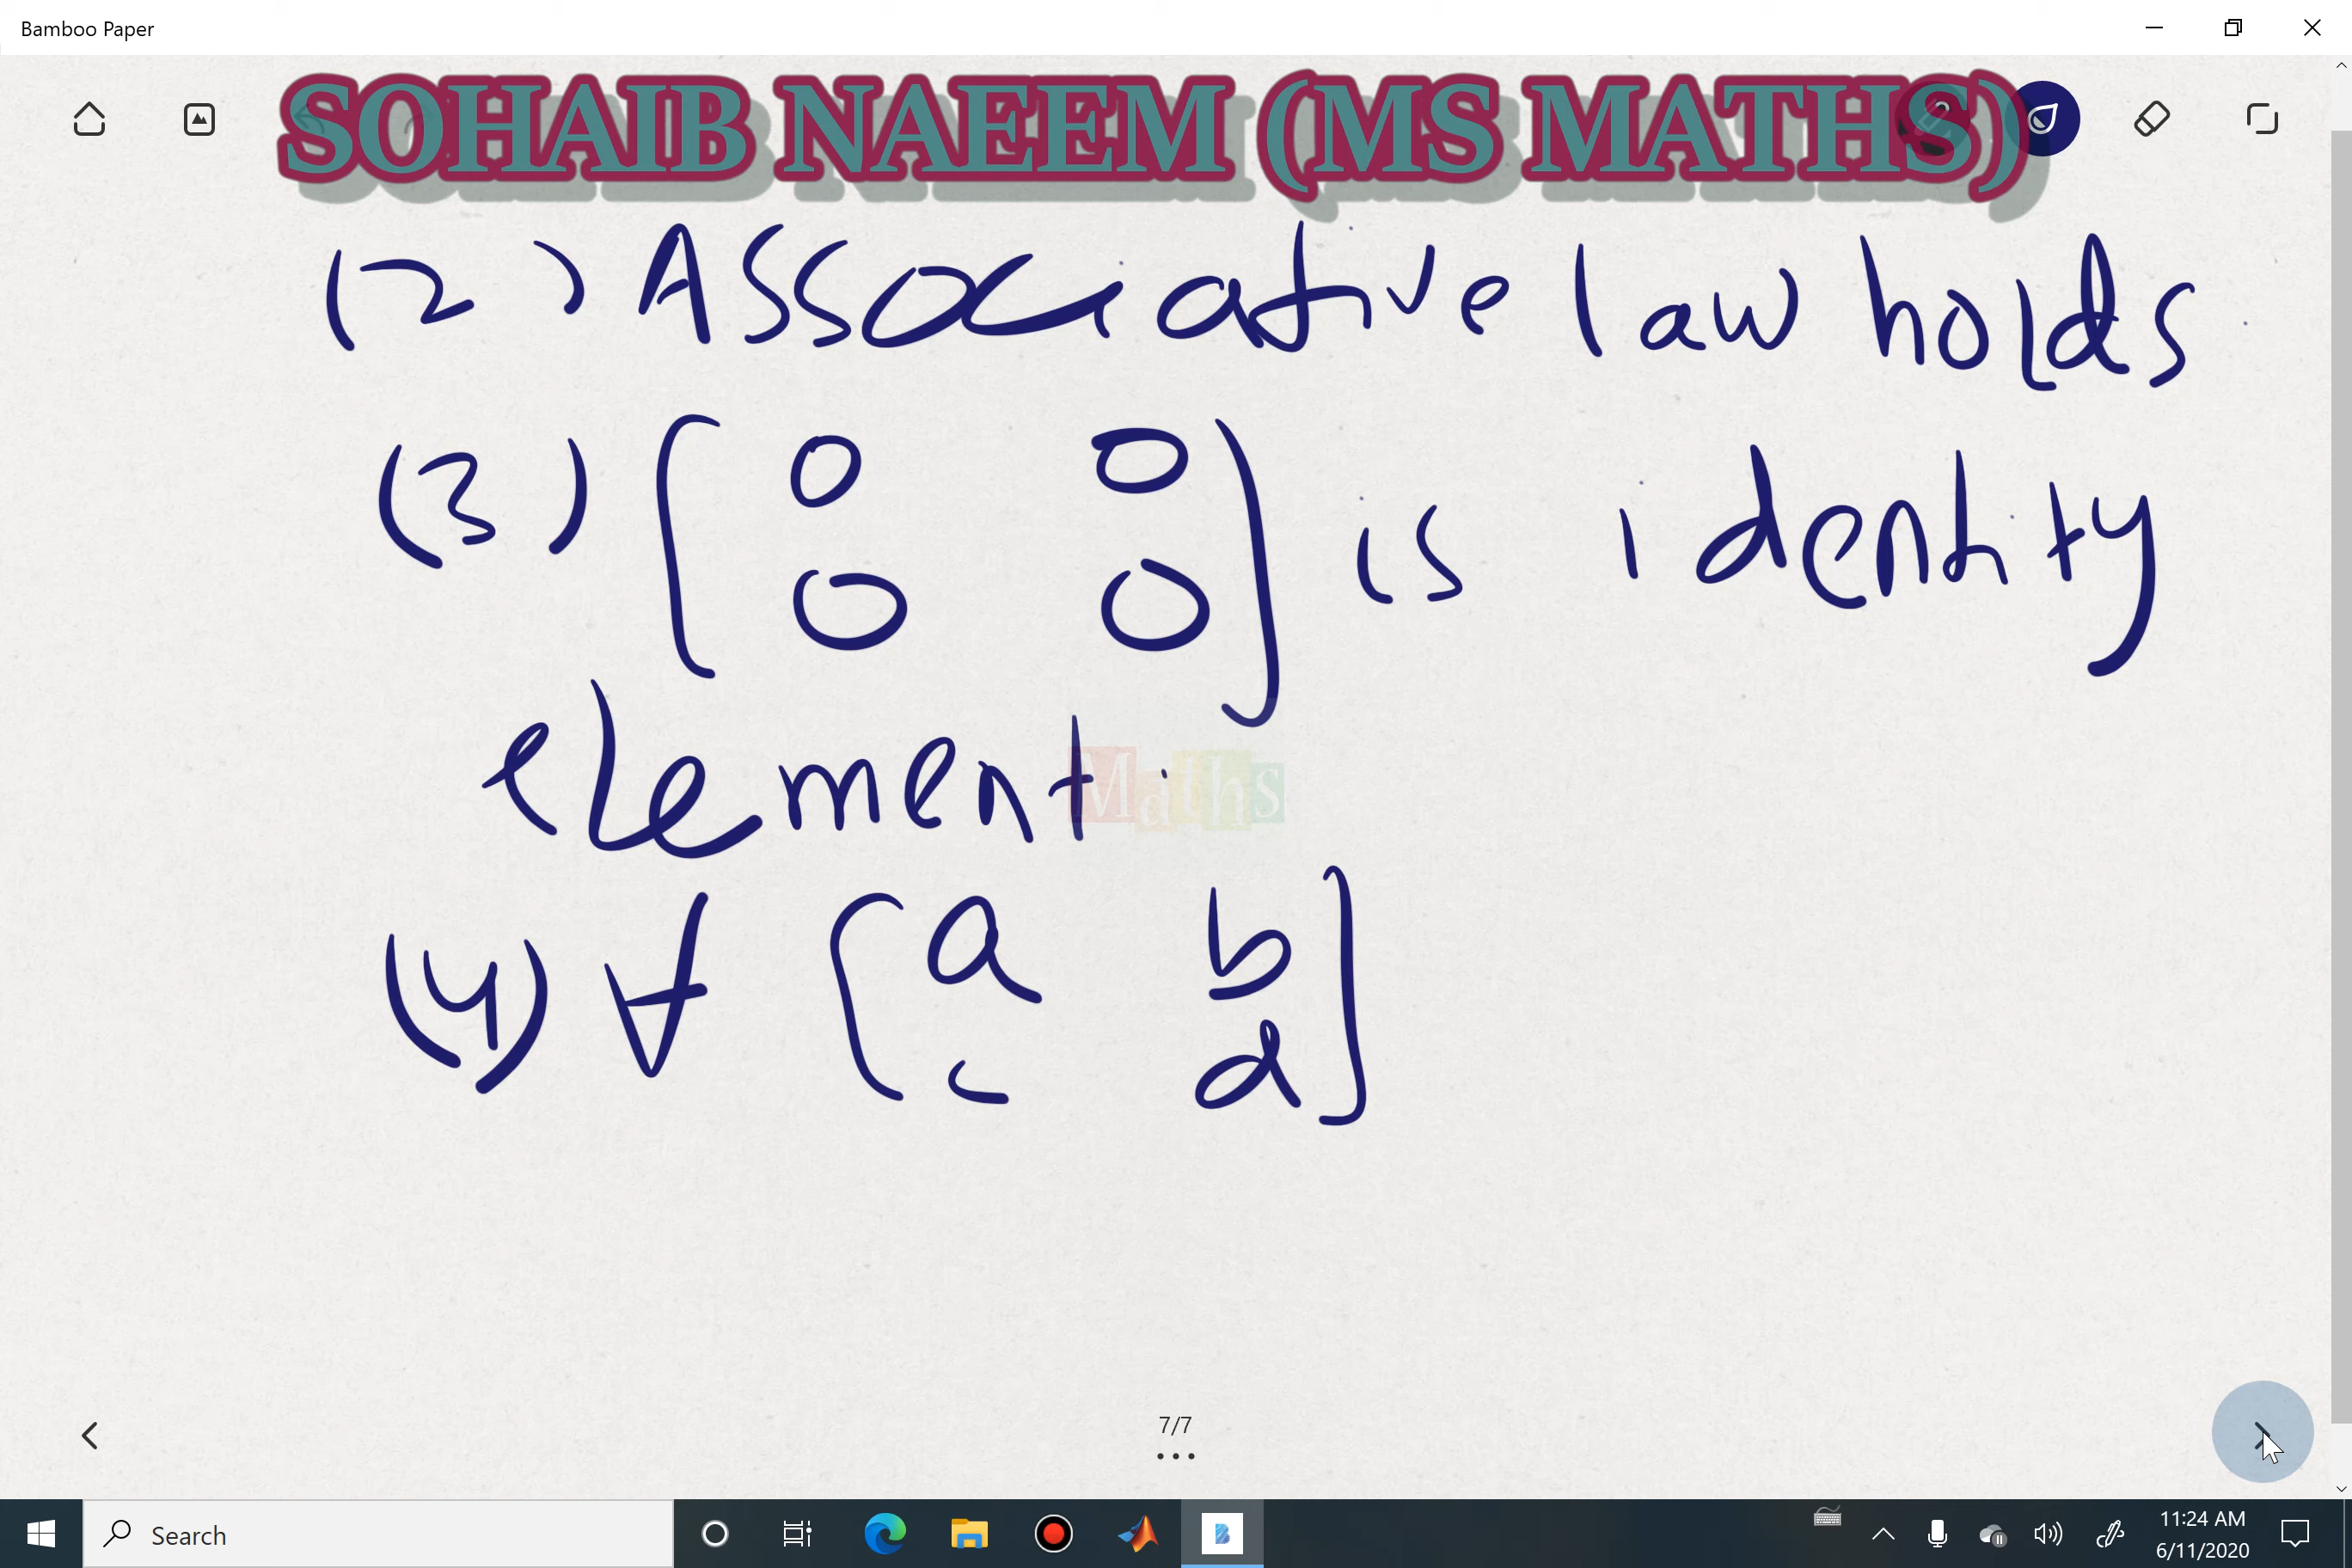 Bamboo Paper
SOHAIB NAEEM (MS MATHS)
(2) Associative law holds
(3) [0 0
0 0] is identity
element
Maths
(4) ∀ [a b
c d]
7/7
Search
11:24 AM
6/11/2020